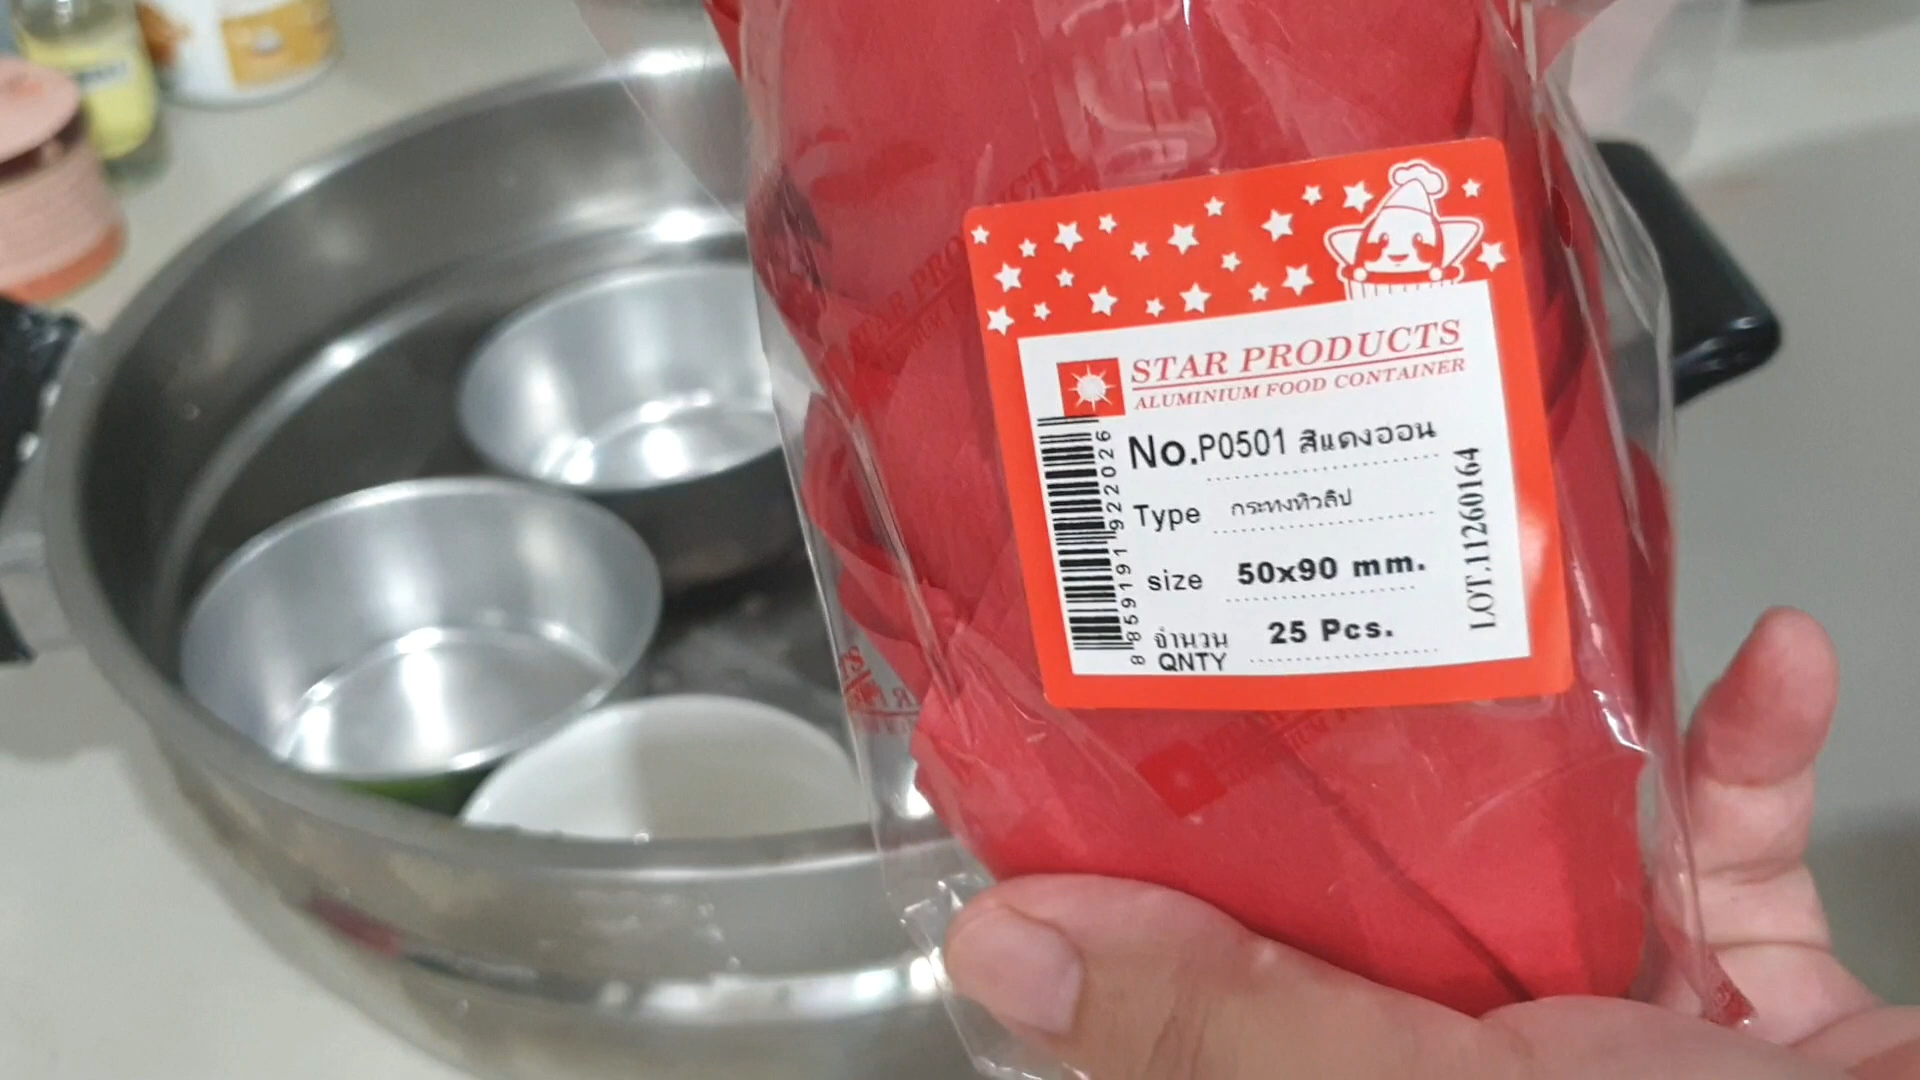 STAR PRODUCTS
ALUMINIUM FOOD CONTAINER
No.P0501 สีแดงออน
Type กระทงทิวลิป
size 50x90 mm.
จำนวน 25 Pcs.
QNTY
8859191922026
LOT.11260164
STAR PRODUCTS